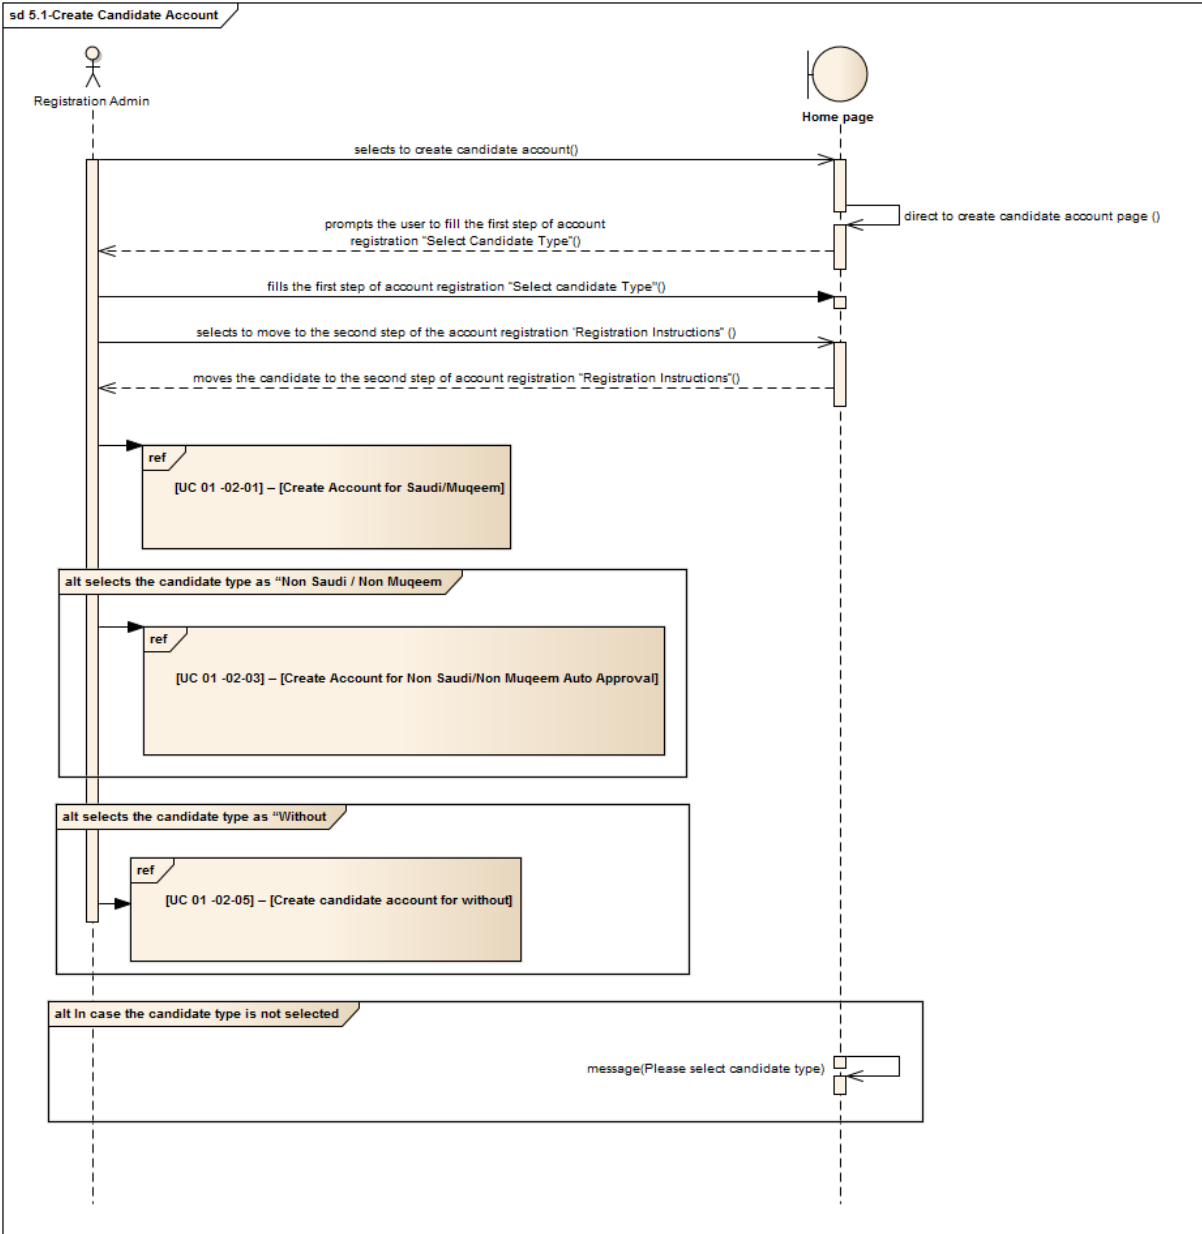 sd 5.1-Create Candidate Account
Registration Admin
Home page
selects to create candidate account()
direct to create candidate account page ()
prompts the user to fill the first step of account
registration "Select Candidate Type"()
fills the first step of account registration "Select candidate Type"()
selects to move to the second step of the account registration 'Registration Instructions" ()
moves the candidate to the second step of account registration "Registration Instructions"()
ref
[UC 01 -02-01] – [Create Account for Saudi/Muqeem]
alt selects the candidate type as “Non Saudi / Non Muqeem
ref
[UC 01 -02-03] – [Create Account for Non Saudi/Non Muqeem Auto Approval]
alt selects the candidate type as “Without
ref
[UC 01 -02-05] – [Create candidate account for without]
alt In case the candidate type is not selected
message(Please select candidate type)